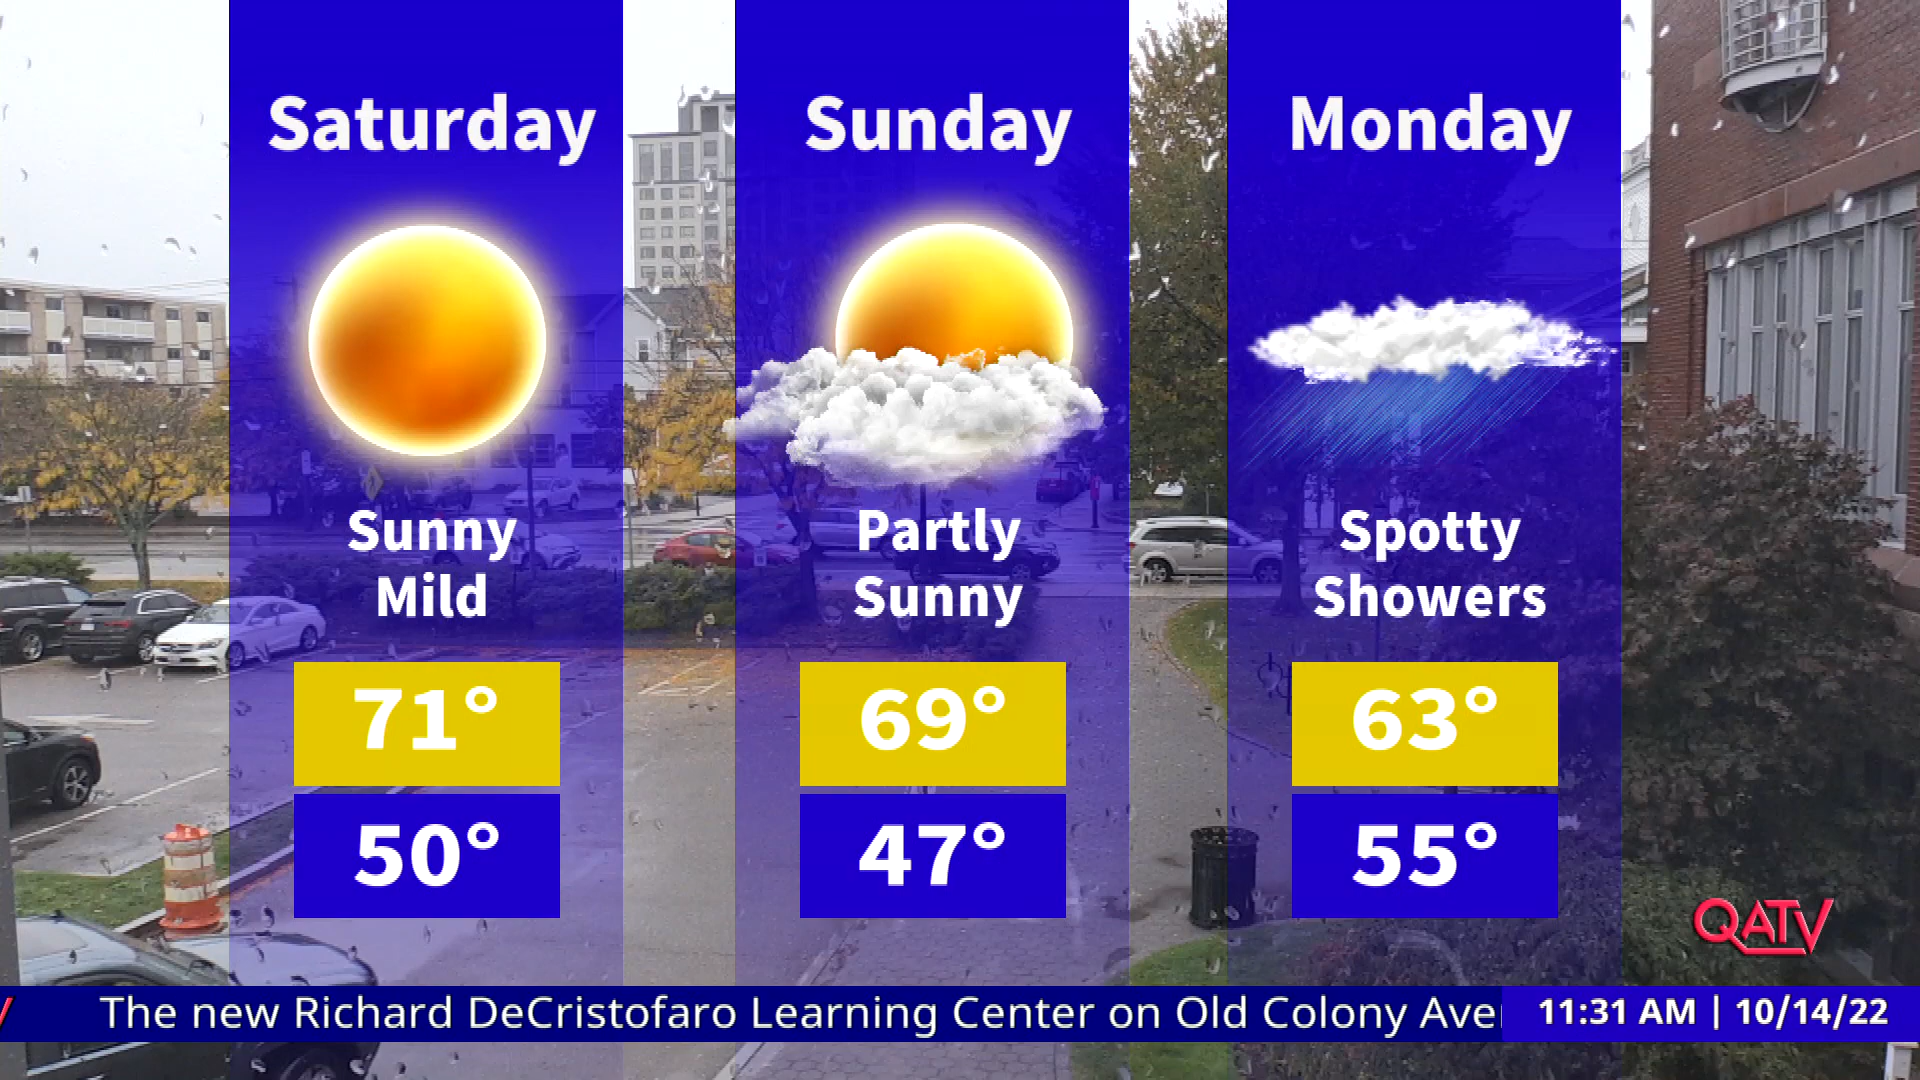 Saturday
Sunny
Mild
71°
50°
Sunday
Partly
Sunny
69°
47°
Monday
Spotty
Showers
63°
55°
QATV
The new Richard DeCristofaro Learning Center on Old Colony Ave
11:31 AM | 10/14/22